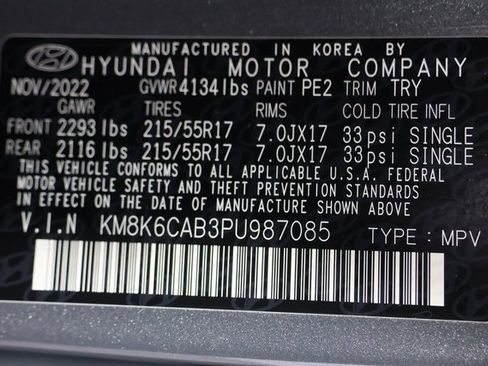 MANUFACTURED IN KOREA BY
HYUNDAI MOTOR COMPANY
NOV/2022 GVWR 4134lbs PAINT PE2 TRIM TRY
GAWR TIRES RIMS COLD TIRE INFL
FRONT 2293 lbs 215/55R17 7.0JX17 33psi SINGLE
REAR 2116 lbs 215/55R17 7.0JX17 33psi SINGLE
THIS VEHICLE CONFORMS TO ALL APPLICABLE U.S.A. FEDERAL
MOTOR VEHICLE SAFETY AND THEFT PREVENTION STANDARDS
IN EFFECT ON THE DATE OF MANUFACTURE SHOWN ABOVE
V.I.N KM8K6CAB3PU987085 TYPE : MPV